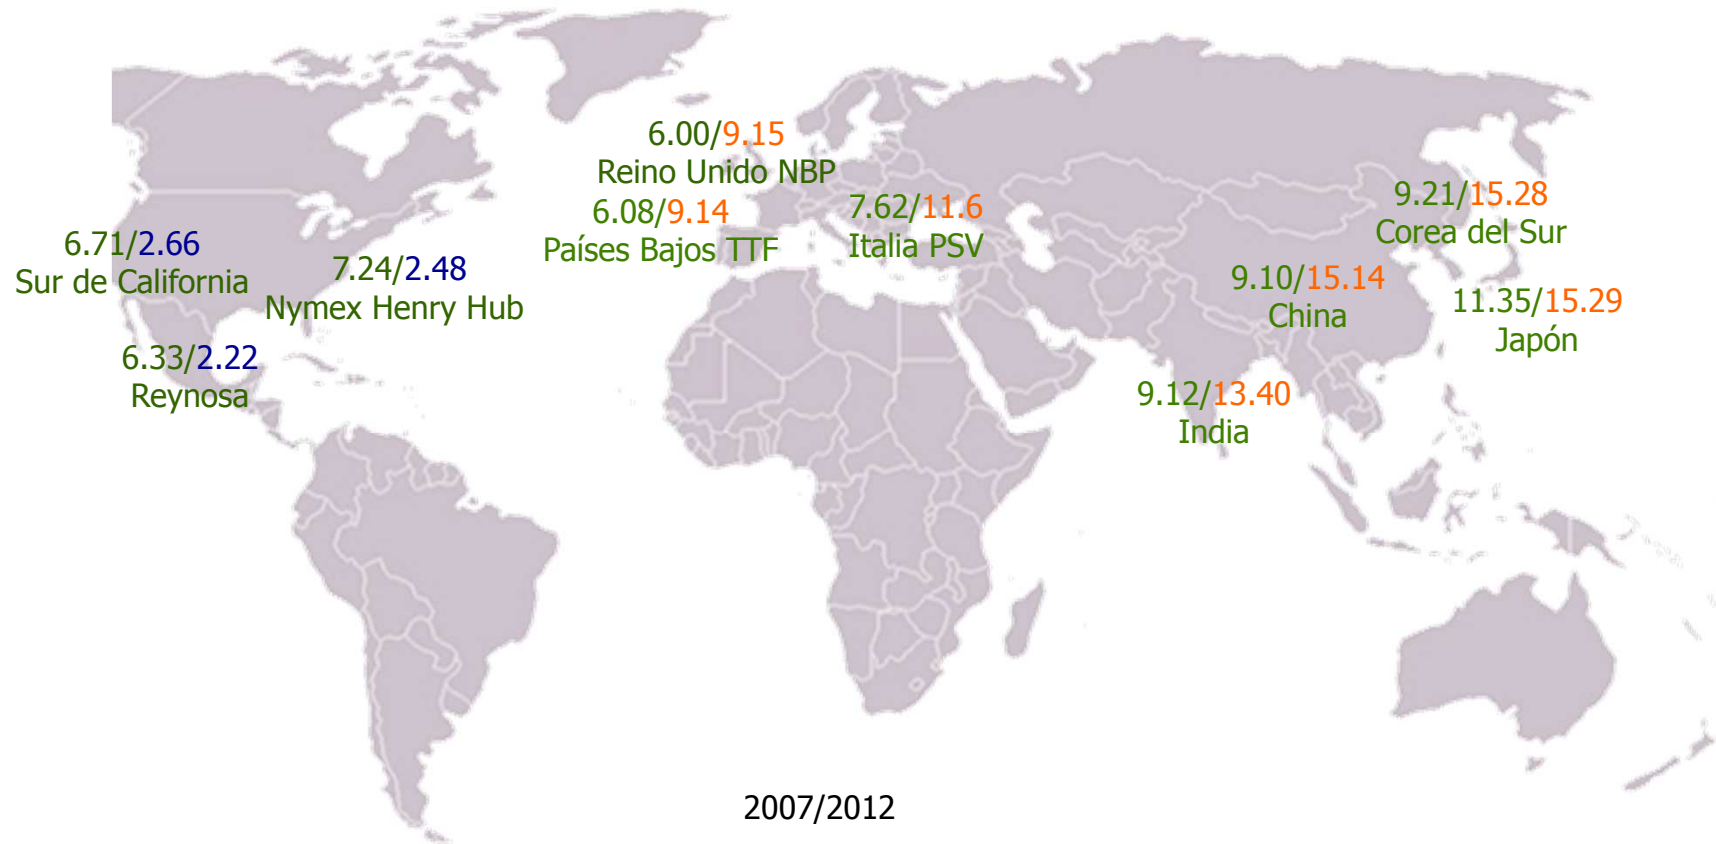 6.00/9.15
Reino Unido NBP
6.08/9.14
Países Bajos TTF
7.62/11.6
Italia PSV
9.21/15.28
Corea del Sur
6.71/2.66
Sur de California
7.24/2.48
Nymex Henry Hub
9.10/15.14
China
11.35/15.29
Japón
6.33/2.22
Reynosa
9.12/13.40
India
2007/2012